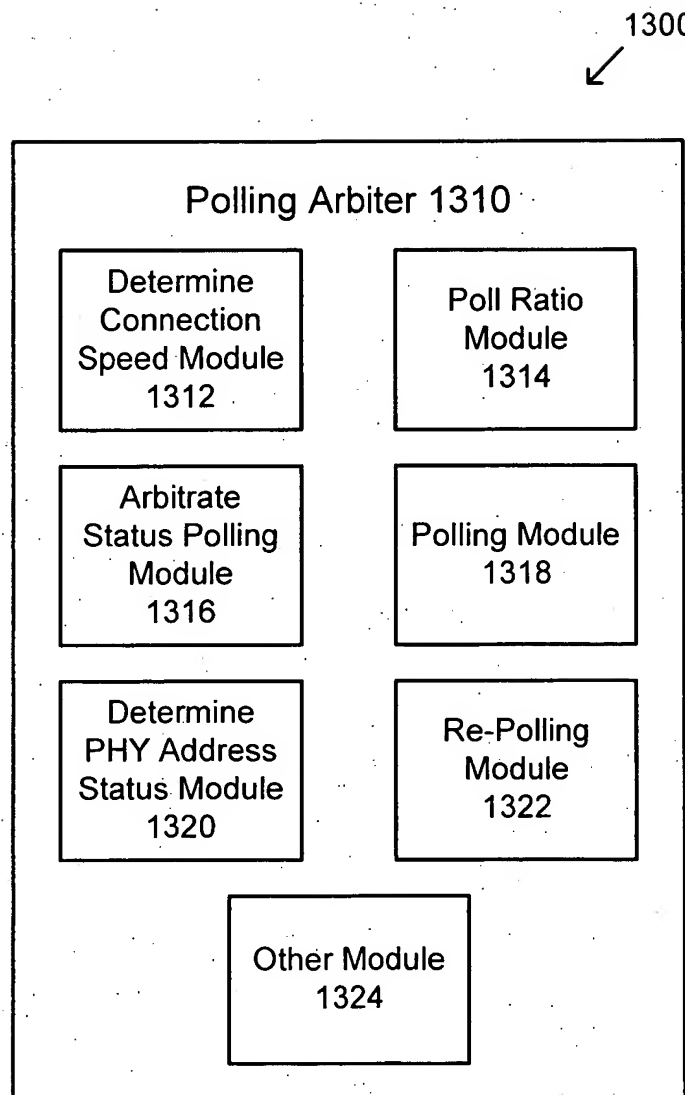 1300
Polling Arbiter 1310
Determine
Connection
Speed Module
1312
Poll Ratio
Module
1314
Arbitrate
Status Polling
Module
1316
Polling Module
1318
Determine
PHY Address
Status Module
1320
Re-Polling
Module
1322
Other Module
1324